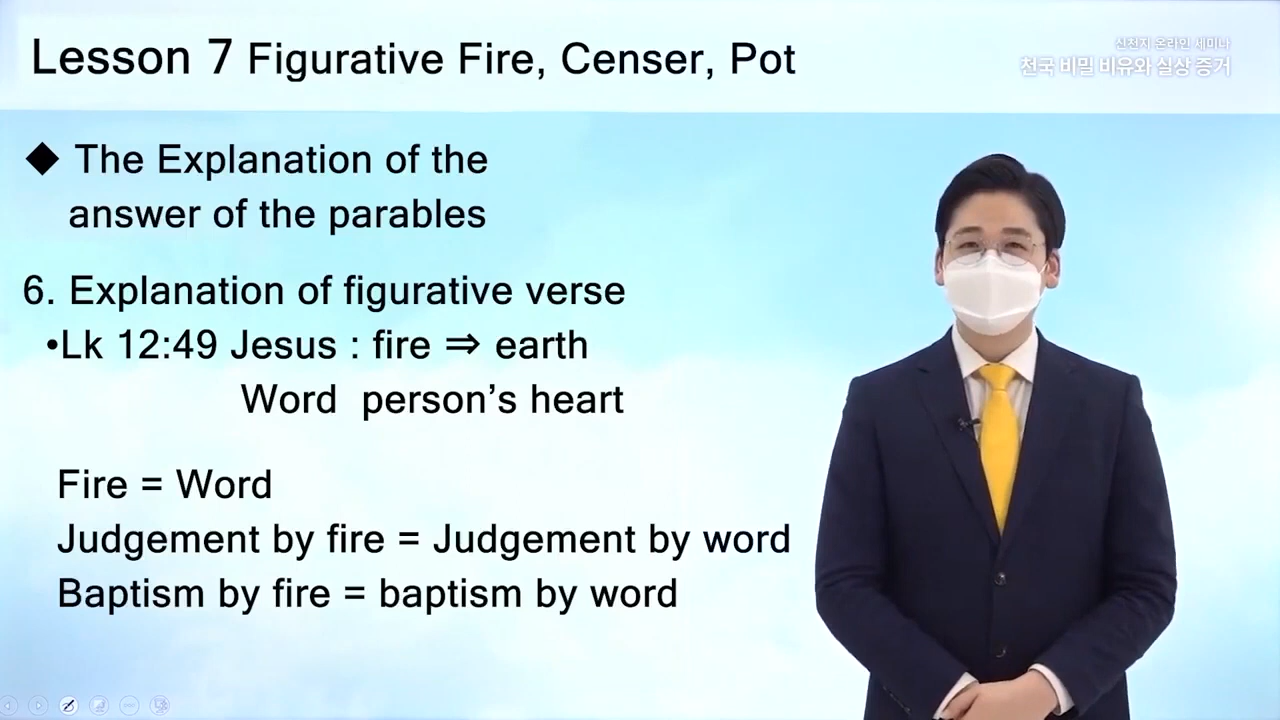 Lesson 7 Figurative Fire, Censer, Pot
신천지 온라인 세미나
천국 비밀 비유와 실상 증거
◆ The Explanation of the
answer of the parables
6. Explanation of figurative verse
•Lk 12:49 Jesus : fire ⇒ earth
Word person’s heart
Fire = Word
Judgement by fire = Judgement by word
Baptism by fire = baptism by word